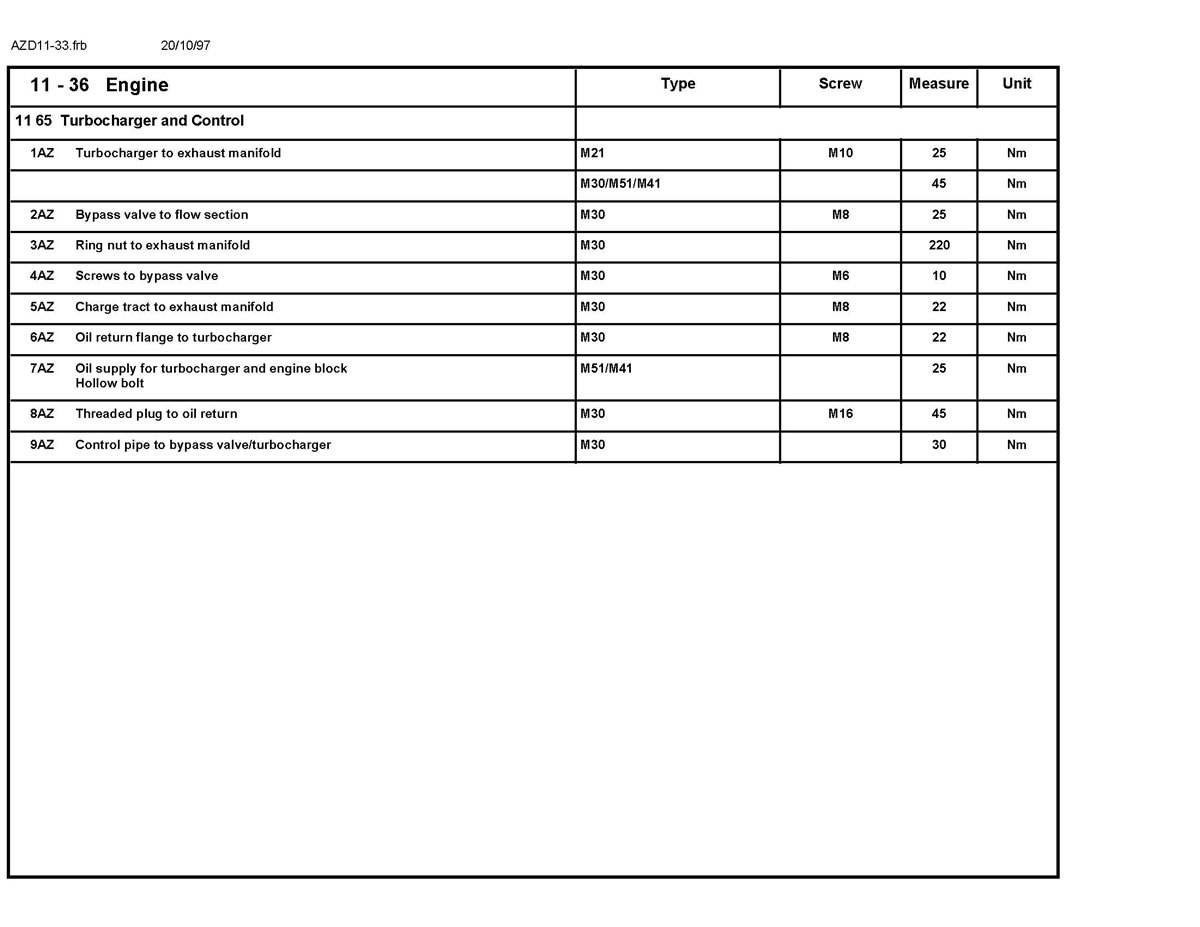 AZD11-33.frb 20/10/97
11 - 36 Engine Type Screw Measure Unit
11 65 Turbocharger and Control
1AZ Turbocharger to exhaust manifold M21 M10 25 Nm
M30/M51/M41 45 Nm
2AZ Bypass valve to flow section M30 M8 25 Nm
3AZ Ring nut to exhaust manifold M30 220 Nm
4AZ Screws to bypass valve M30 M6 10 Nm
5AZ Charge tract to exhaust manifold M30 M8 22 Nm
6AZ Oil return flange to turbocharger M30 M8 22 Nm
7AZ Oil supply for turbocharger and engine block M51/M41 25 Nm
Hollow bolt
8AZ Threaded plug to oil return M30 M16 45 Nm
9AZ Control pipe to bypass valve/turbocharger M30 30 Nm